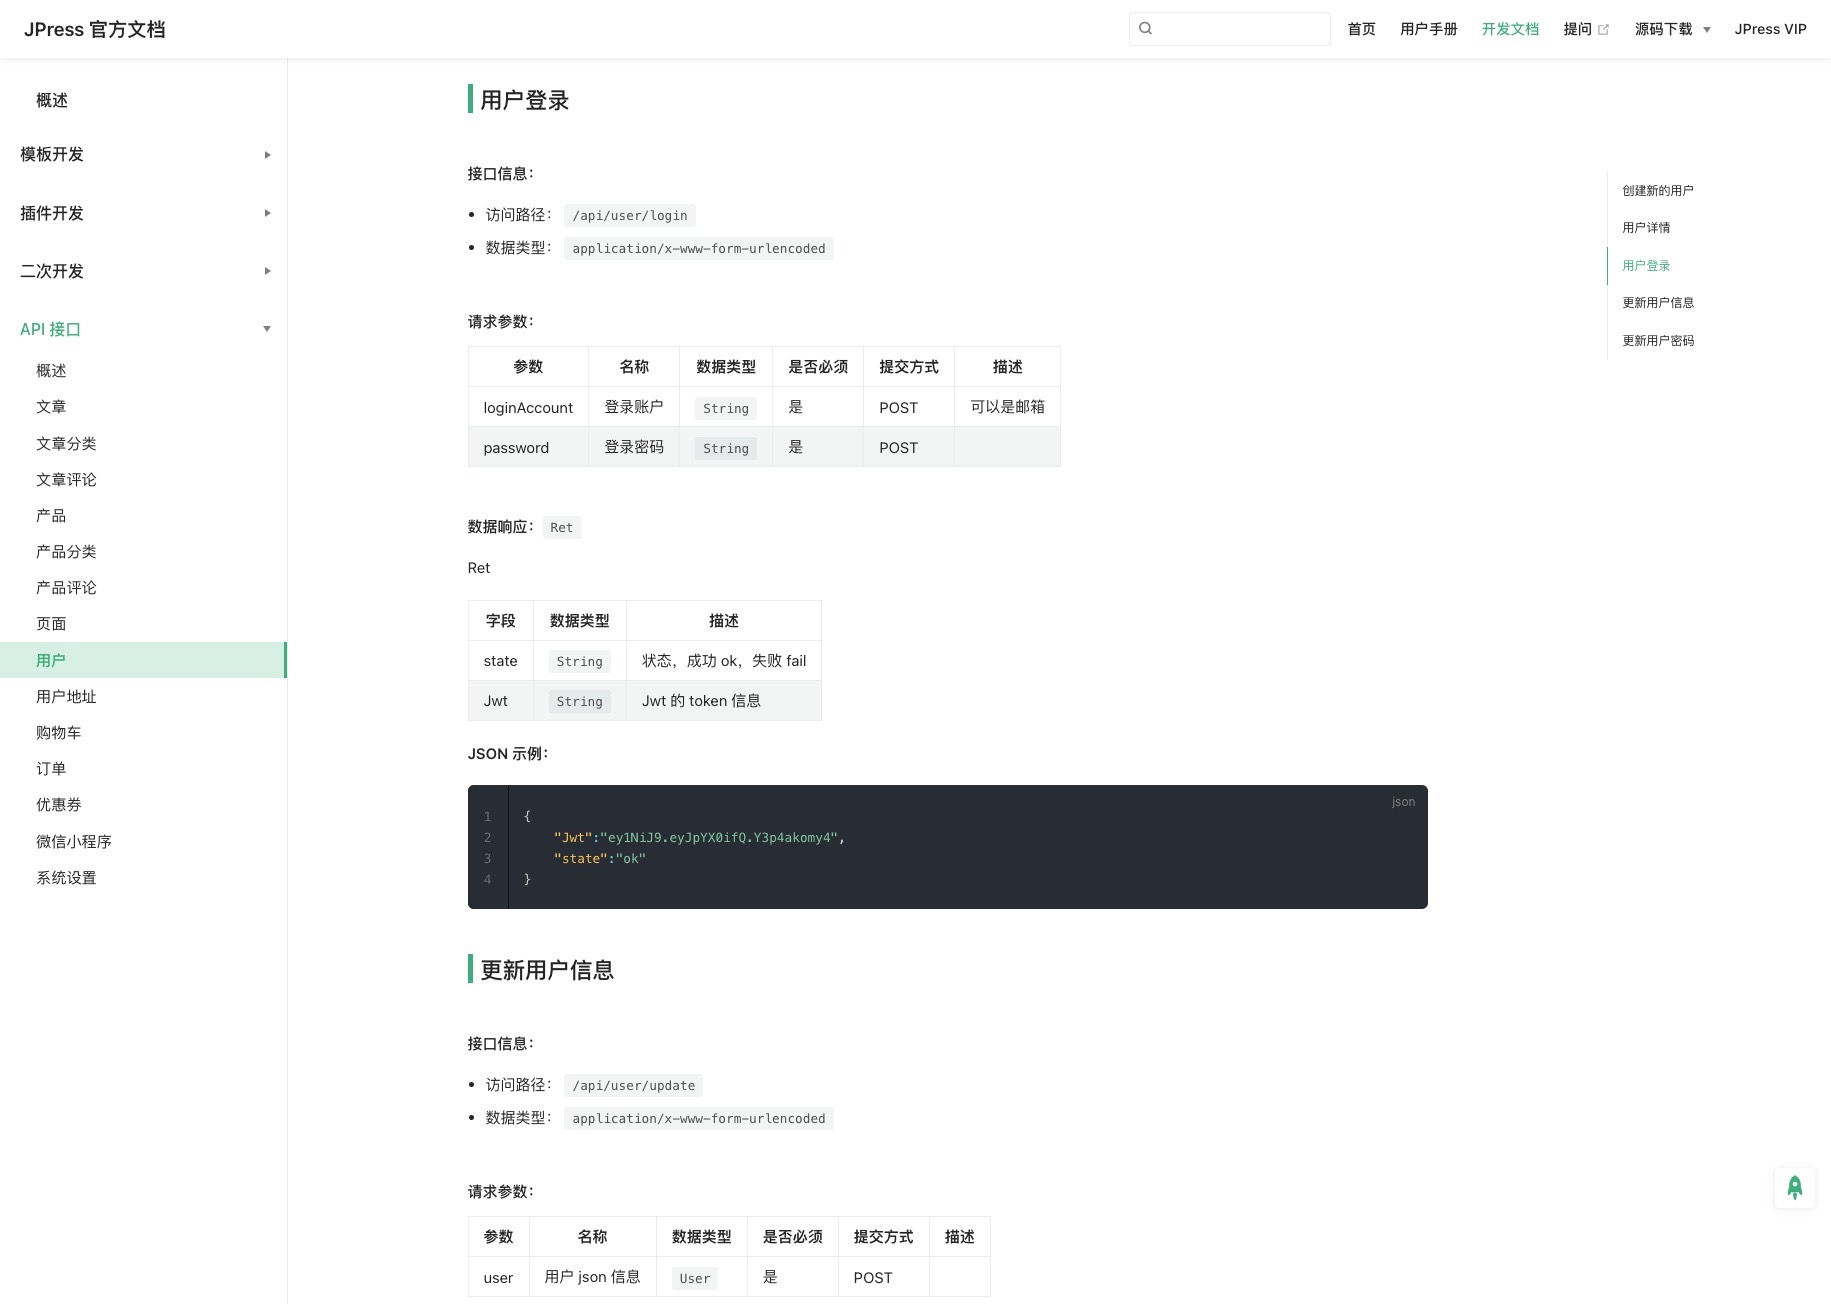 JPress 官方文档
首页 用户手册 开发文档 提问 源码下载 JPress VIP
概述
模板开发
插件开发
二次开发
API 接口
概述
文章
文章分类
文章评论
产品
产品分类
产品评论
页面
用户
用户地址
购物车
订单
优惠券
微信小程序
系统设置
用户登录
接口信息：
• 访问路径： /api/user/login
• 数据类型： application/x-www-form-urlencoded
请求参数：
参数 名称 数据类型 是否必须 提交方式 描述
loginAccount 登录账户 String 是 POST 可以是邮箱
password 登录密码 String 是 POST
数据响应： Ret
Ret
字段 数据类型 描述
state String 状态，成功 ok，失败 fail
Jwt String Jwt 的 token 信息
JSON 示例：
json
1 {
2 "Jwt":"ey1NiJ9.eyJpYX0ifQ.Y3p4akomy4",
3 "state":"ok"
4 }
更新用户信息
接口信息：
• 访问路径： /api/user/update
• 数据类型： application/x-www-form-urlencoded
请求参数：
参数 名称 数据类型 是否必须 提交方式 描述
user 用户 json 信息 User 是 POST
创建新的用户
用户详情
用户登录
更新用户信息
更新用户密码